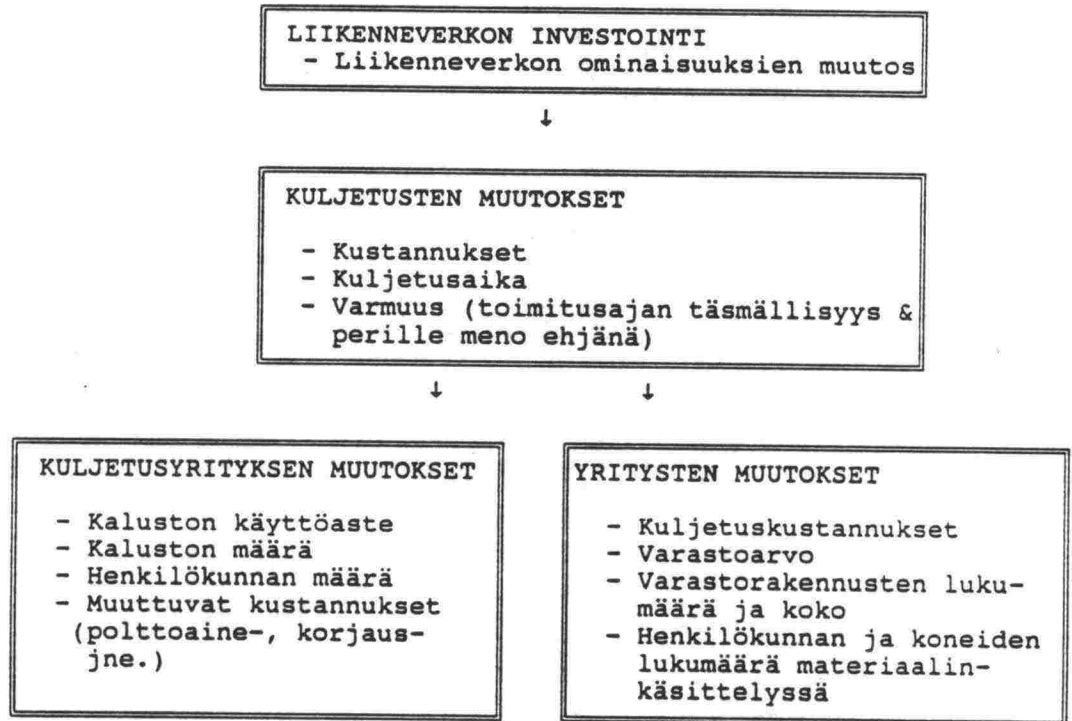 LIIKENNEVERKON INVESTOINTI
- Liikenneverkon ominaisuuksien muutos
↓
KULJETUSTEN MUUTOKSET
- Kustannukset
- Kuljetusaika
- Varmuus (toimitusajan täsmällisyys &
perille meno ehjänä)
↓ ↓
KULJETUSYRITYKSEN MUUTOKSET
- Kaluston käyttöaste
- Kaluston määrä
- Henkilökunnan määrä
- Muuttuvat kustannukset
(polttoaine-, korjaus-
jne.)
YRITYSTEN MUUTOKSET
- Kuljetuskustannukset
- Varastoarvo
- Varastorakennusten luku-
määrä ja koko
- Henkilökunnan ja koneiden
lukumäärä materiaalin-
käsittelyssä